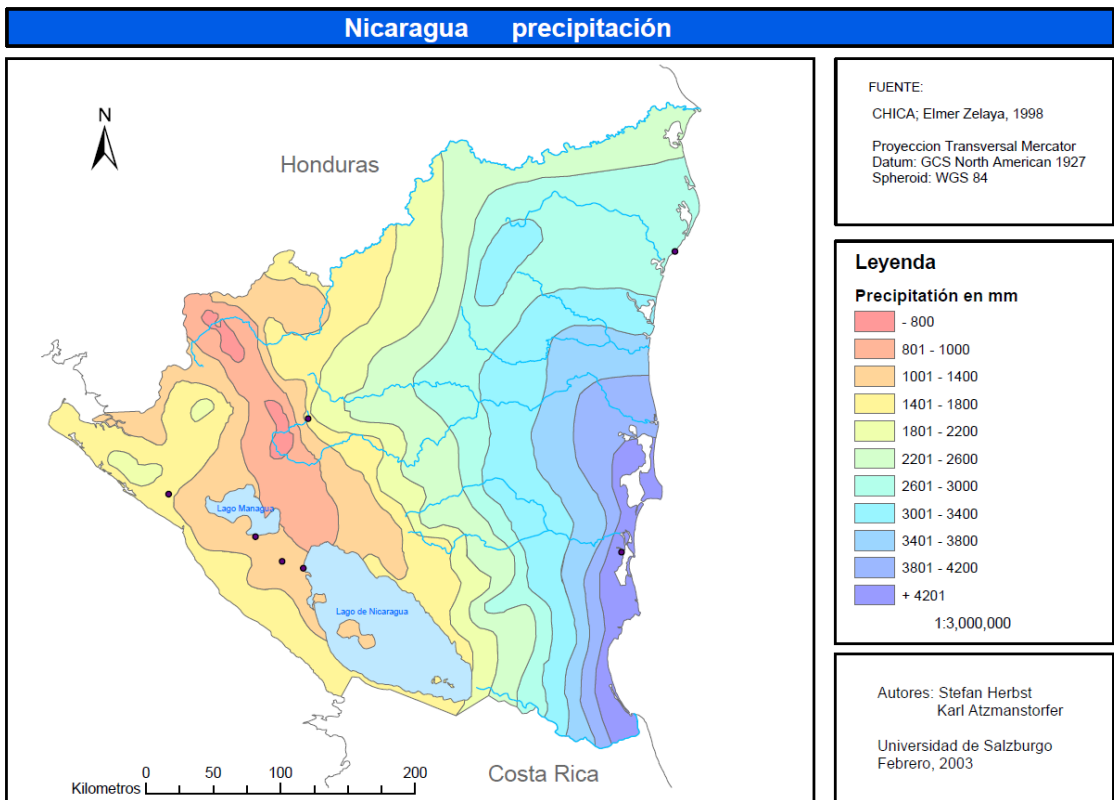 Nicaragua precipitación
N
Honduras
Lago Managua
Lago de Nicaragua
Costa Rica
0 50 100 200
Kilometros
FUENTE:
CHICA; Elmer Zelaya, 1998
Proyeccion Transversal Mercator
Datum: GCS North American 1927
Spheroid: WGS 84
Leyenda
Precipitatión en mm
- 800
801 - 1000
1001 - 1400
1401 - 1800
1801 - 2200
2201 - 2600
2601 - 3000
3001 - 3400
3401 - 3800
3801 - 4200
+ 4201
1:3,000,000
Autores: Stefan Herbst
Karl Atzmanstorfer
Universidad de Salzburgo
Febrero, 2003